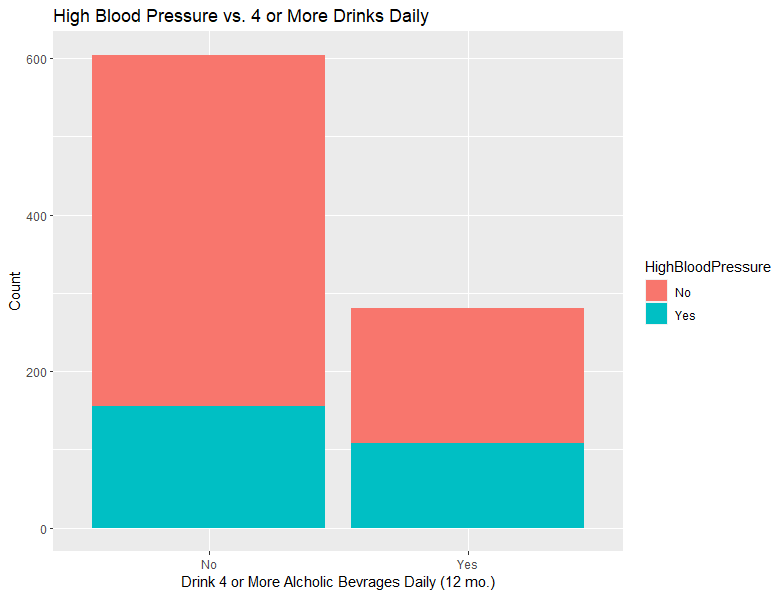 High Blood Pressure vs. 4 or More Drinks Daily
600
400
200
0
Count
No
Yes
Drink 4 or More Alcholic Bevrages Daily (12 mo.)
HighBloodPressure
No
Yes